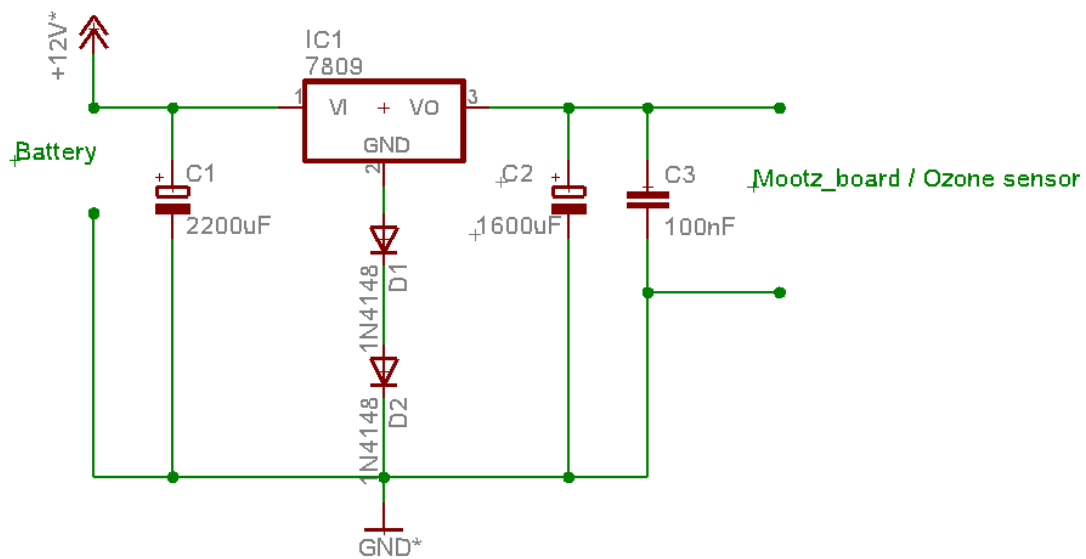 +12V*
IC1
7809
1
VI
VO
3
GND
2
Battery
C1
2200uF
C2
1600uF
C3
100nF
Mootz_board / Ozone sensor
1N4148
D1
1N4148
D2
GND*